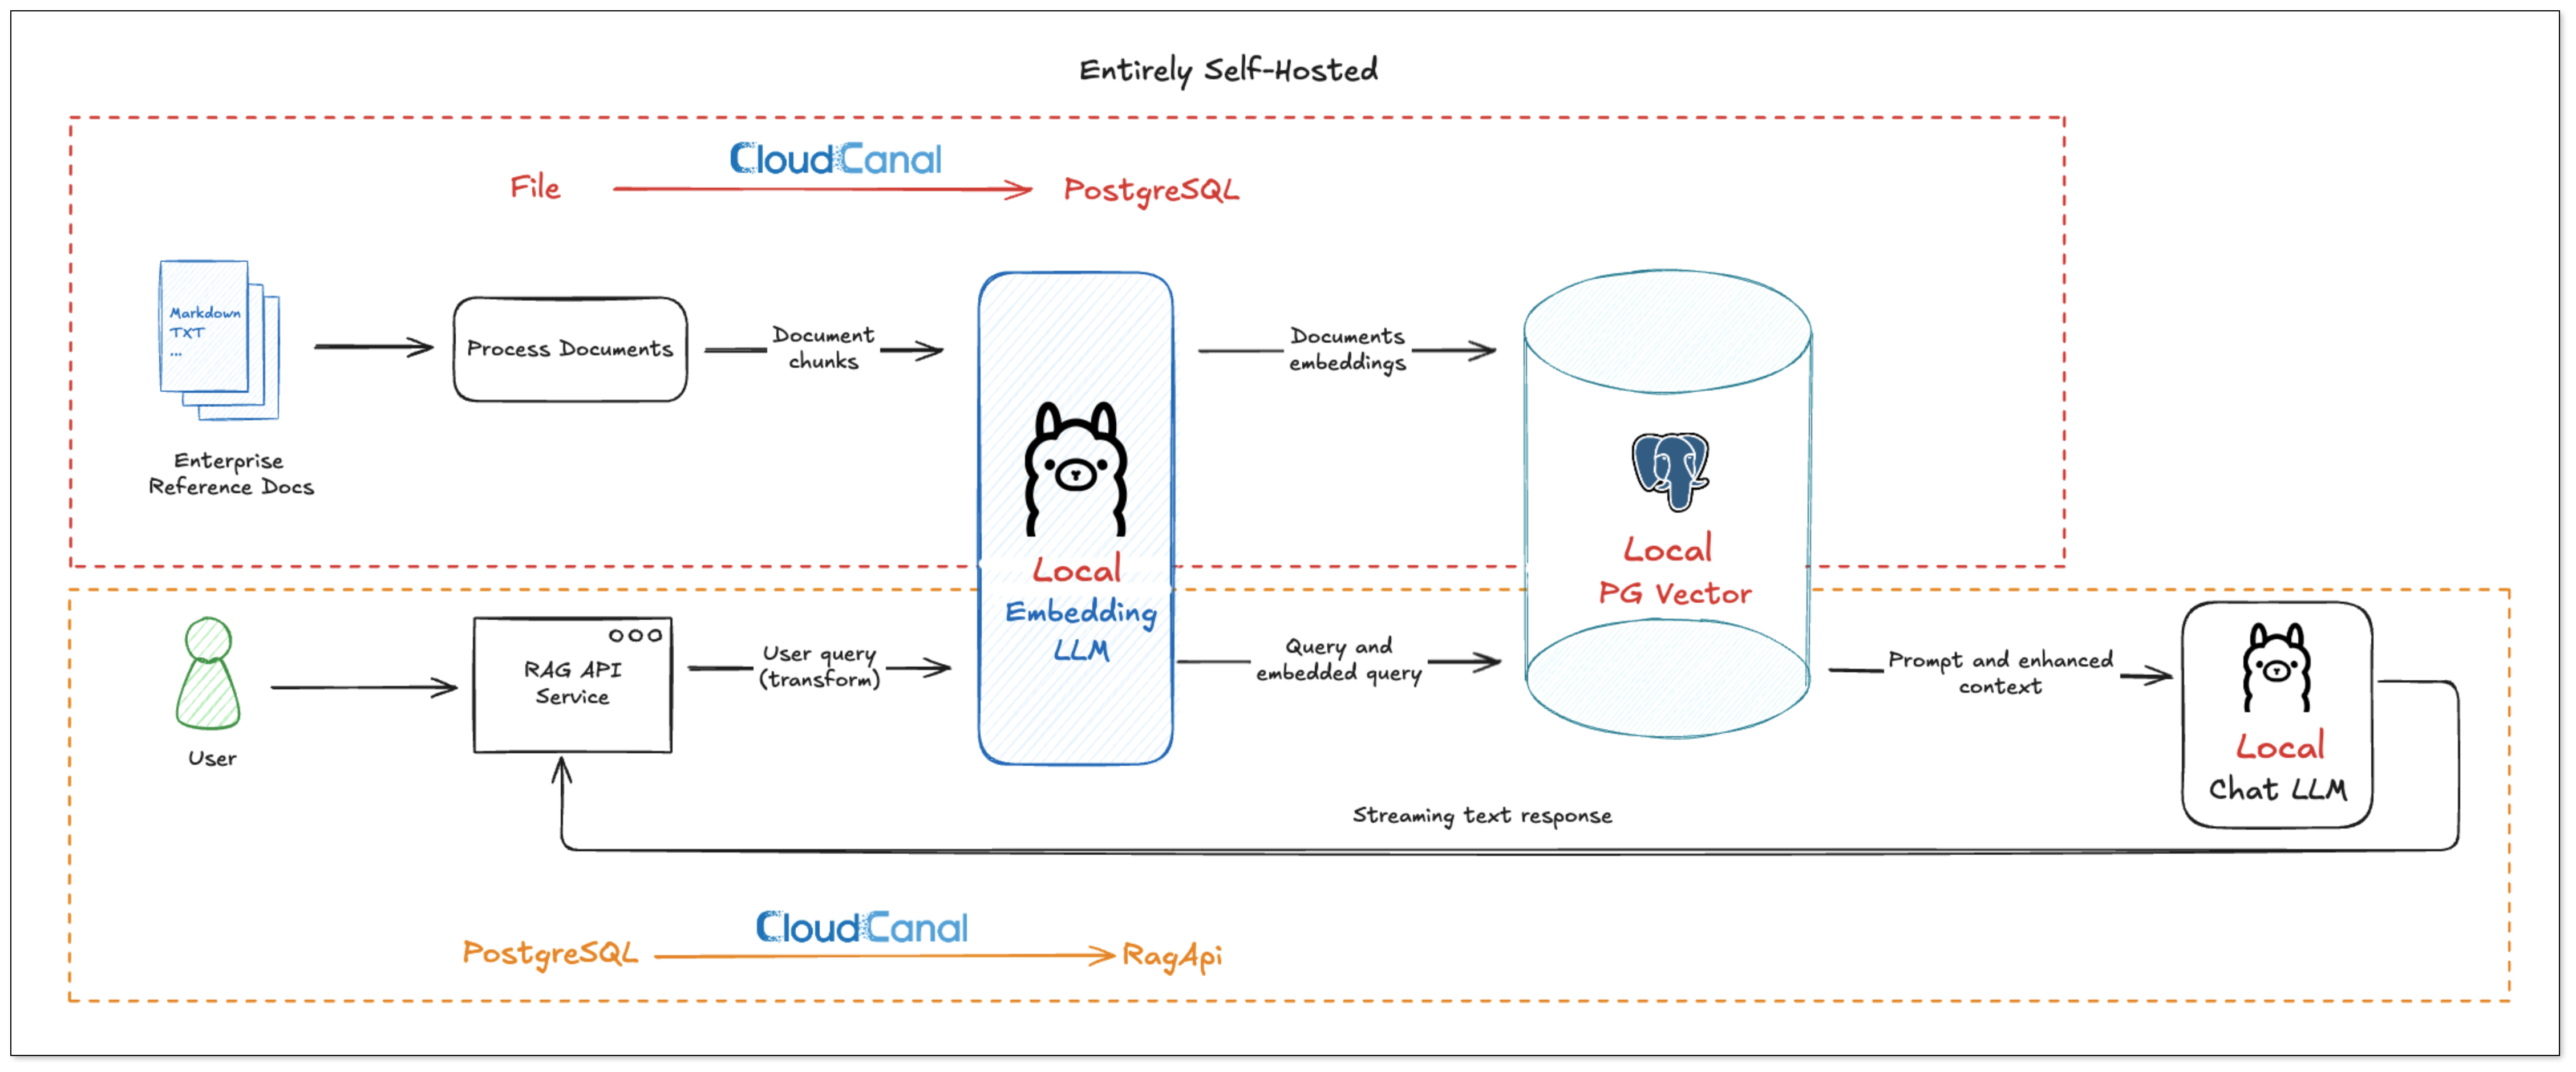 Entirely Self-Hosted
CloudCanal
File
PostgreSQL
Markdown
TXT
...
Enterprise
Reference Docs
Process Documents
Document
chunks
Documents
embeddings
Local
Embedding
LLM
Local
PG Vector
User
RAG API
Service
User query
(transform)
Query and
embedded query
Prompt and enhanced
context
Local
Chat LLM
Streaming text response
CloudCanal
PostgreSQL
RagApi